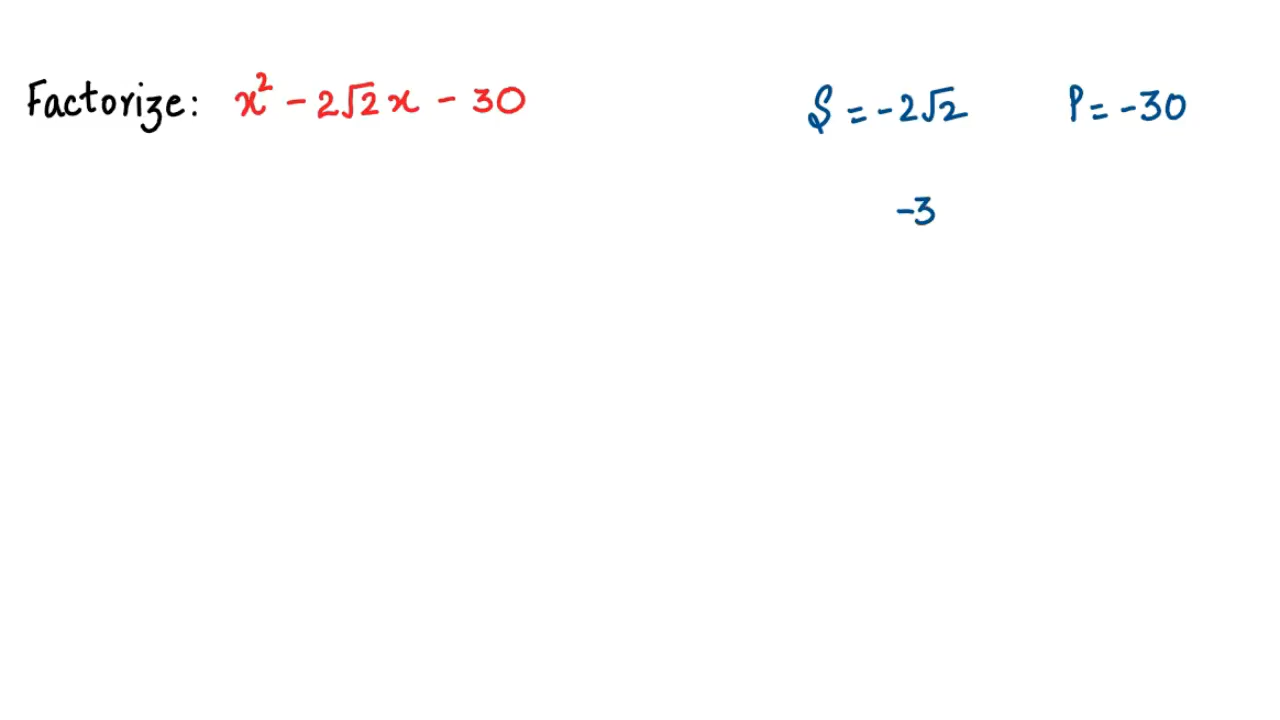 Factorize: x² - 2√2x - 30
S = -2√2 P = -30
-3